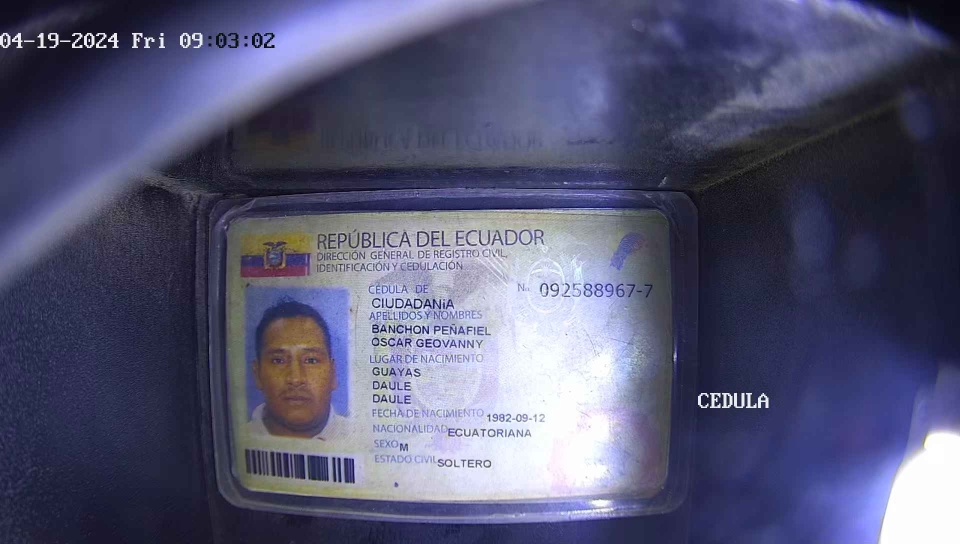 04-19-2024 Fri 09:03:02
REPÚBLICA DEL ECUADOR
DIRECCIÓN GENERAL DE REGISTRO CIVIL,
IDENTIFICACIÓN Y CEDULACIÓN
CÉDULA DE
No. 092588967-7
CIUDADANíA
APELLIDOS Y NOMBRES
BANCHON PEÑAFIEL
OSCAR GEOVANNY
LUGAR DE NACIMIENTO
GUAYAS
DAULE
DAULE
FECHA DE NACIMIENTO 1982-09-12
NACIONALIDAD ECUATORIANA
SEXO M
ESTADO CIVIL SOLTERO
CEDULA